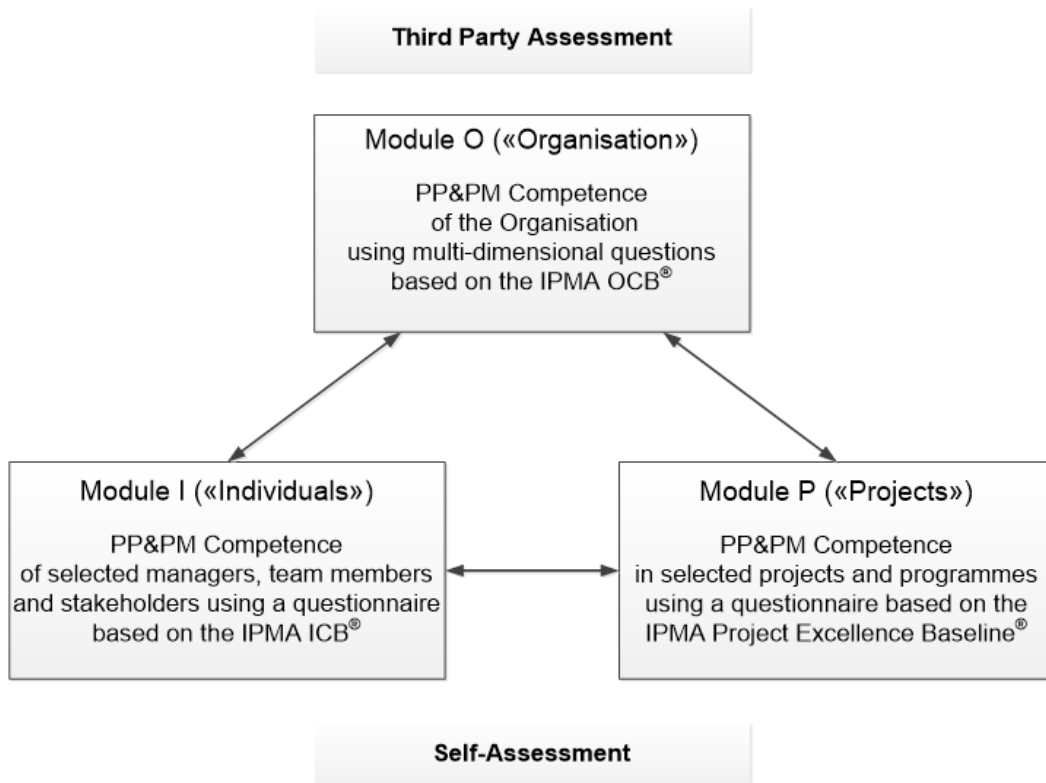 Third Party Assessment
Module O («Organisation»)
PP&PM Competence
of the Organisation
using multi-dimensional questions
based on the IPMA OCB®
Module I («Individuals»)
PP&PM Competence
of selected managers, team members
and stakeholders using a questionnaire
based on the IPMA ICB®
Module P («Projects»)
PP&PM Competence
in selected projects and programmes
using a questionnaire based on the
IPMA Project Excellence Baseline®
Self-Assessment